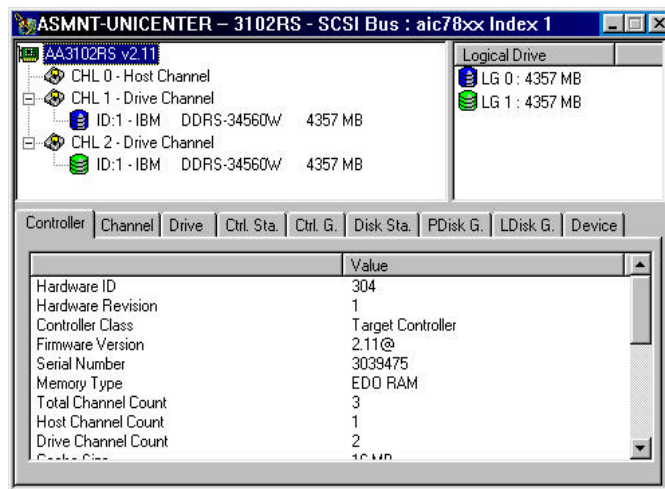 ASMNT-UNICENTER – 3102RS - SCSI Bus : aic78xx Index 1
AA3102RS v2.11
CHL 0 - Host Channel
CHL 1 - Drive Channel
ID:1 - IBM DDRS-34560W 4357 MB
CHL 2 - Drive Channel
ID:1 - IBM DDRS-34560W 4357 MB
Logical Drive
LG 0 : 4357 MB
LG 1 : 4357 MB
Controller Channel Drive Ctrl. Sta. Ctrl. G. Disk Sta. PDisk G. LDisk G. Device
Value
Hardware ID 304
Hardware Revision 1
Controller Class Target Controller
Firmware Version 2.11@
Serial Number 3039475
Memory Type EDO RAM
Total Channel Count 3
Host Channel Count 1
Drive Channel Count 2
Cache Size 16 MB